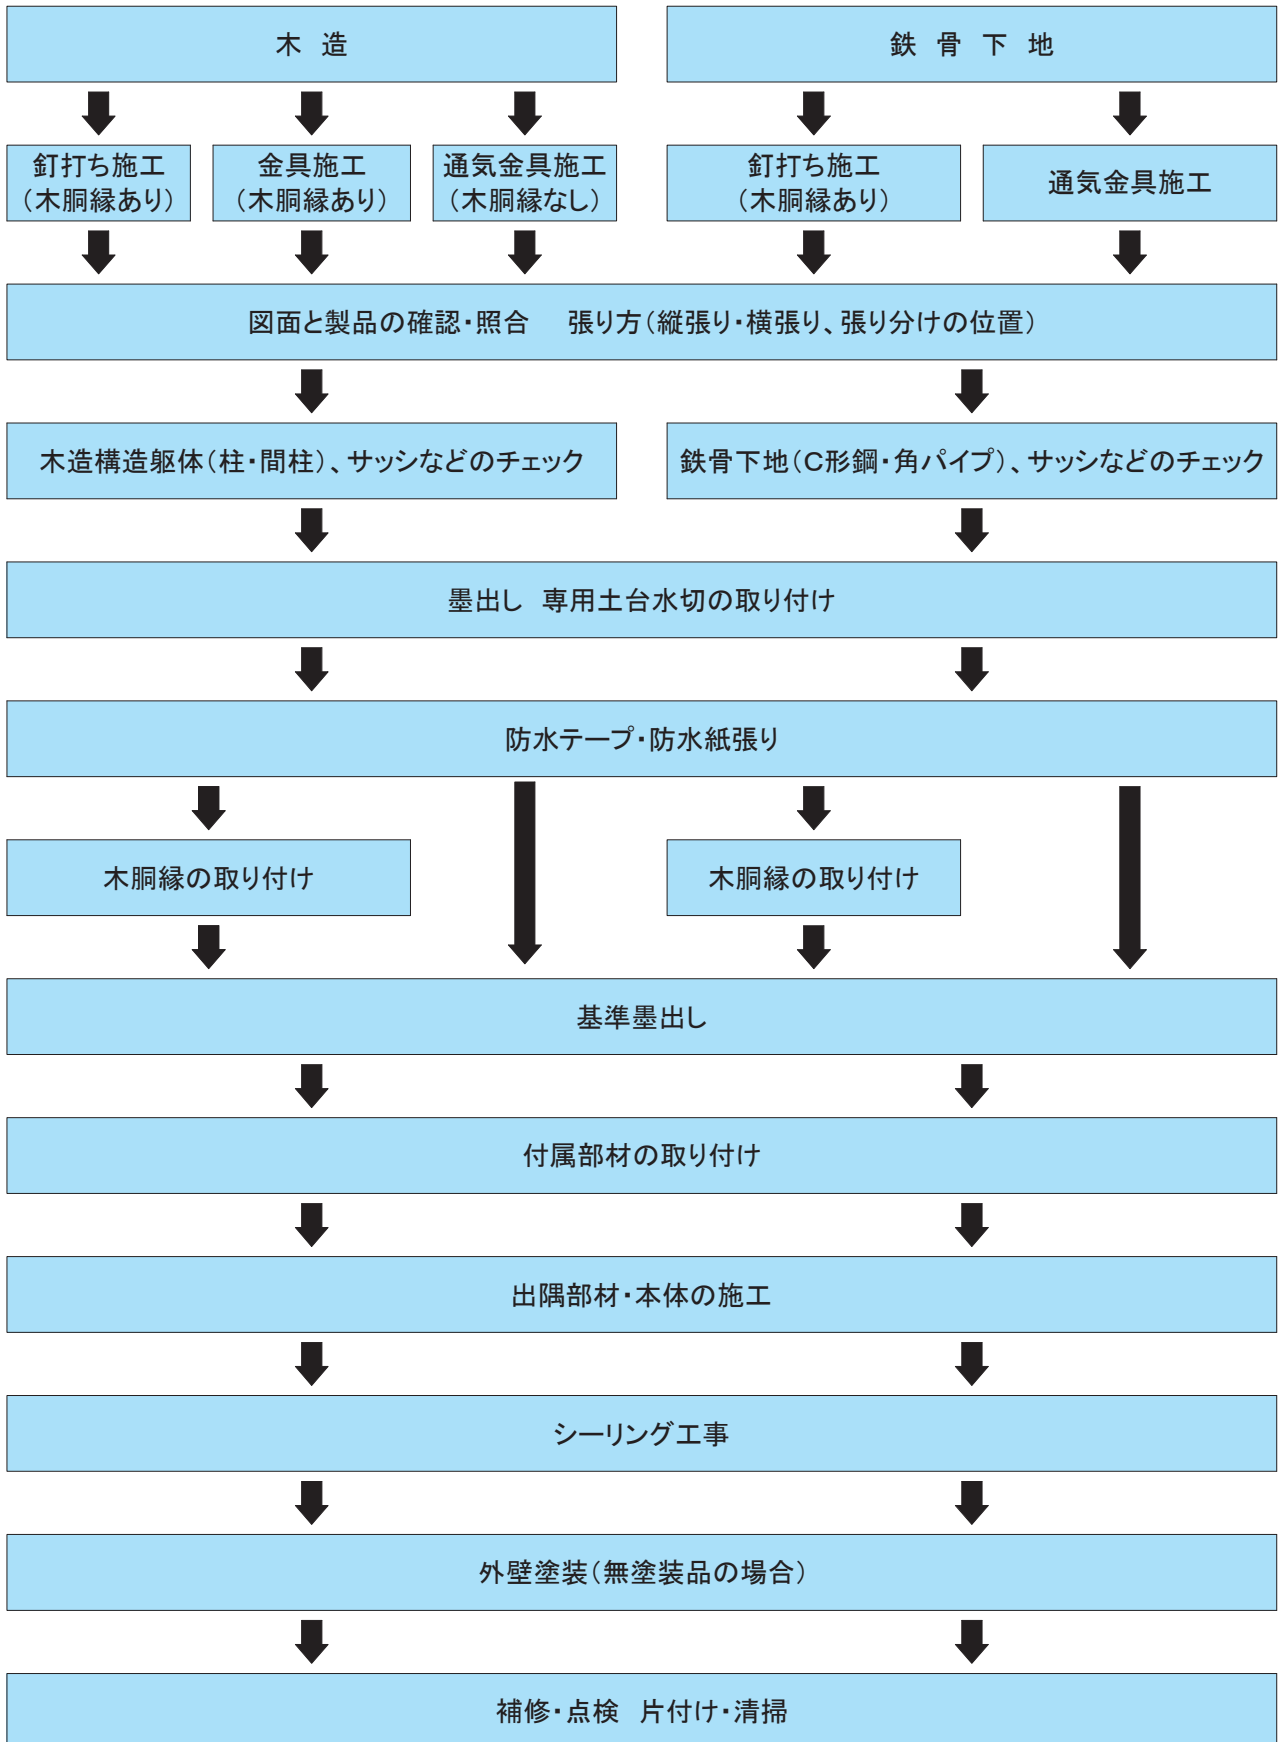 木 造
鉄 骨 下 地
釘打ち施工
（木胴縁あり）
金具施工
（木胴縁あり）
通気金具施工
（木胴縁なし）
釘打ち施工
（木胴縁あり）
通気金具施工
図面と製品の確認・照合　張り方（縦張り・横張り、張り分けの位置）
木造構造躯体（柱・間柱）、サッシなどのチェック
鉄骨下地（C形鋼・角パイプ）、サッシなどのチェック
墨出し　専用土台水切の取り付け
防水テープ・防水紙張り
木胴縁の取り付け
木胴縁の取り付け
基準墨出し
付属部材の取り付け
出隅部材・本体の施工
シーリング工事
外壁塗装（無塗装品の場合）
補修・点検　片付け・清掃